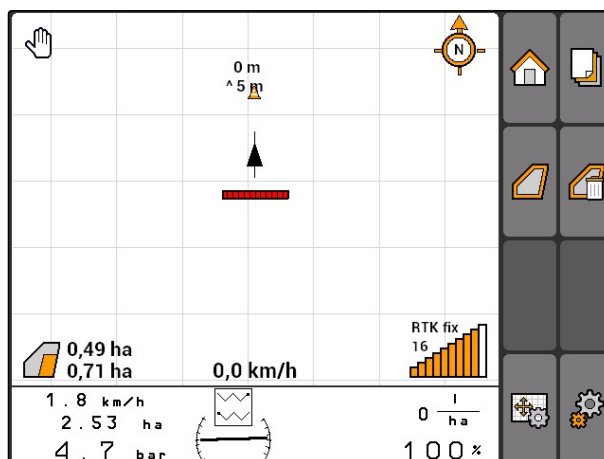 N
0 m
^5 m
RTK fix
16
0,49 ha
0,71 ha
0,0 km/h
1.8 km/h
2.53 ha
4.7 bar
0 l/ha
100%